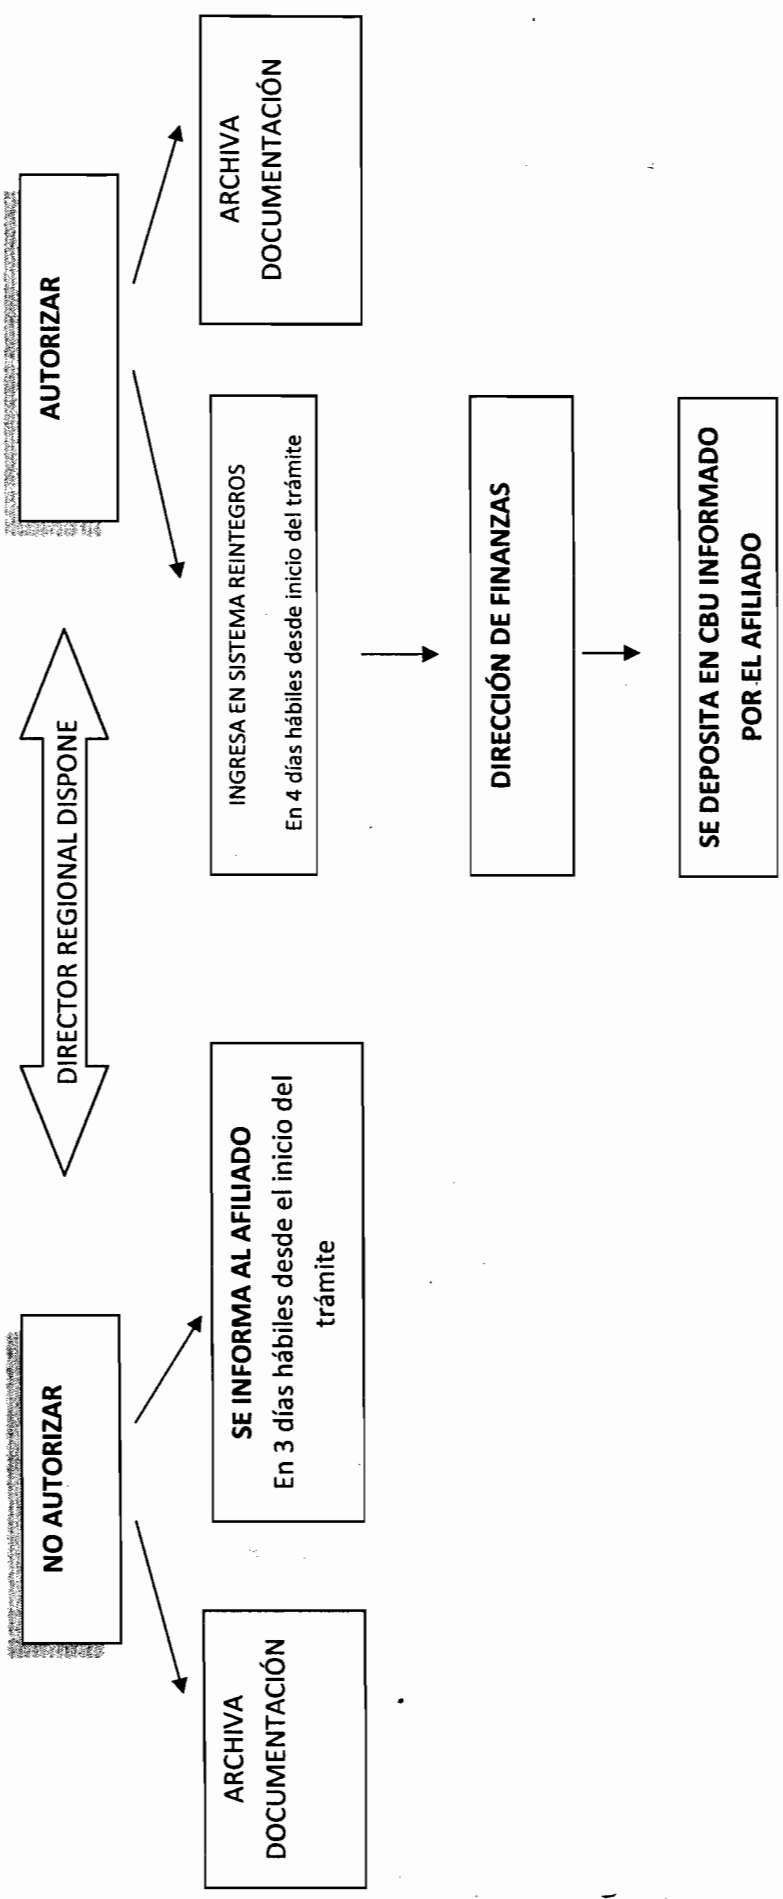 NO AUTORIZAR
DIRECTOR REGIONAL DISPONE
AUTORIZAR
ARCHIVA
DOCUMENTACIÓN
SE INFORMA AL AFILIADO
En 3 días hábiles desde el inicio del
trámite
INGRESA EN SISTEMA REINTEGROS
En 4 días hábiles desde inicio del trámite
ARCHIVA
DOCUMENTACIÓN
DIRECCIÓN DE FINANZAS
SE DEPOSITA EN CBU INFORMADO
POR EL AFILIADO